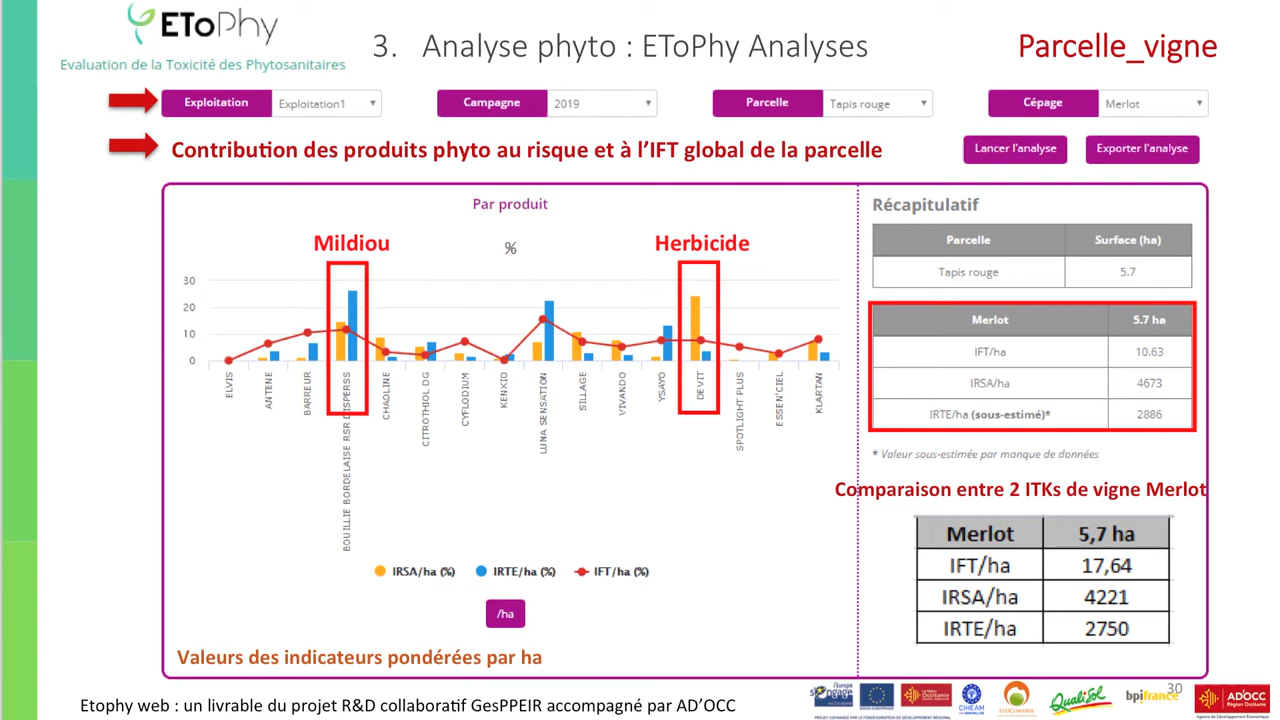 EToPhy
Evaluation de la Toxicité des Phytosanitaires
3. Analyse phyto : EToPhy Analyses
Parcelle_vigne
Exploitation Exploitation1
Campagne 2019
Parcelle Tapis rouge
Cépage Merlot
Contribution des produits phyto au risque et à l'IFT global de la parcelle
Lancer l'analyse
Exporter l'analyse
Par produit
Mildiou
%
Herbicide
30
20
10
0
ELVIS
ANTENE
BARREUR
BOUILLIE BORDELAISE RSR DISPERSS
CHAOLINE
CITROTHIOL DG
CYFLODIUM
KENKIO
LUNA SENSATION
SILLAGE
VIVANDO
YSAYO
DEVIT
SPOTLIGHT PLUS
ESSEN'CIEL
KLARTAN
IRSA/ha (%) IRTE/ha (%) IFT/ha (%)
/ha
Valeurs des indicateurs pondérées par ha
Récapitulatif
Parcelle Surface (ha)
Tapis rouge 5.7
Merlot 5.7 ha
IFT/ha 10.63
IRSA/ha 4673
IRTE/ha (sous-estimé)* 2886
* Valeur sous-estimée par manque de données
Comparaison entre 2 ITKs de vigne Merlot
Merlot 5,7 ha
IFT/ha 17,64
IRSA/ha 4221
IRTE/ha 2750
Etophy web : un livrable du projet R&D collaboratif GesPPEIR accompagné par AD'OCC
30
l'Europe
s'engage
CIHEAM
QualiSol
bpifrance
AD'OCC
Région Occitanie